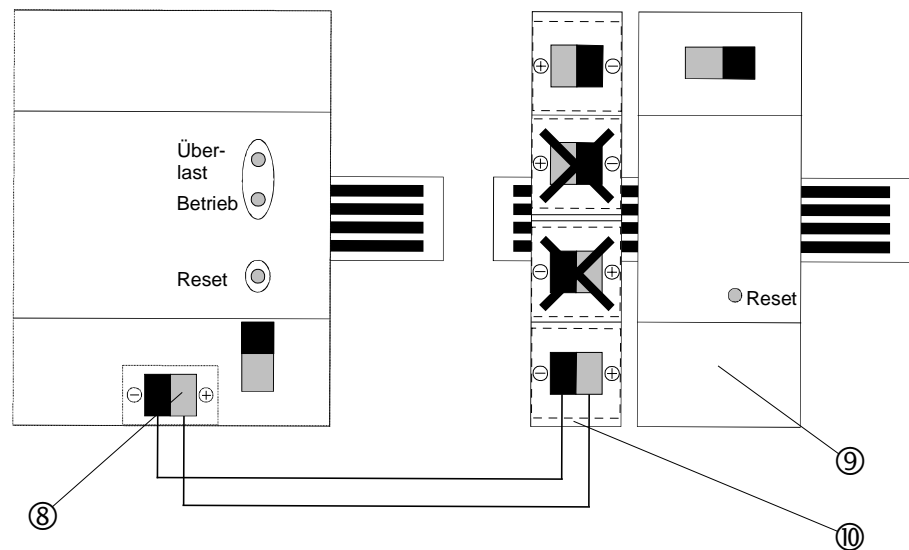 ⊕ ⊖
Über-
last
⊕ ⊖
Betrieb
Reset
⊖ ⊕
Reset
⊖ ⊕
⊖ ⊕
⑨
⑧
⑩